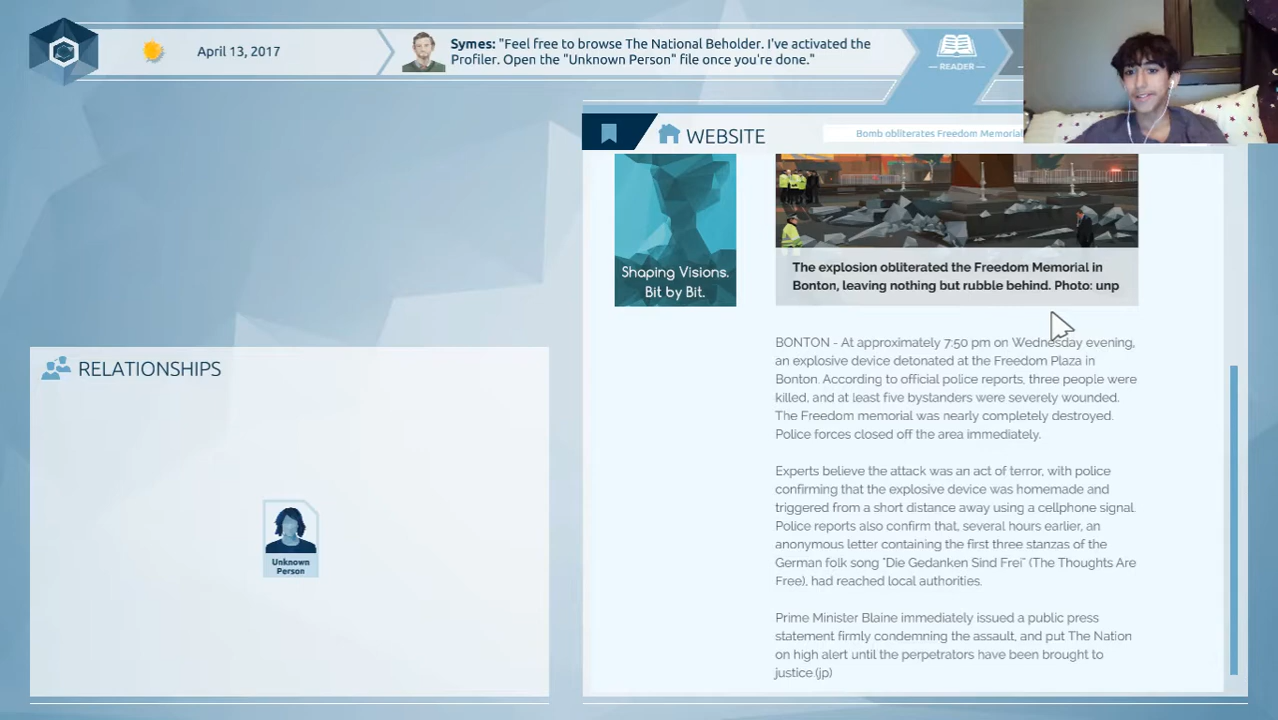 April 13, 2017
Symes: "Feel free to browse The National Beholder. I've activated the
Profiler. Open the "Unknown Person" file once you're done."
READER
WEBSITE
Bomb obliterates Freedom Memorial
Shaping Visions.
Bit by Bit.
The explosion obliterated the Freedom Memorial in
Bonton, leaving nothing but rubble behind. Photo: unp
BONTON - At approximately 7:50 pm on Wednesday evening,
an explosive device detonated at the Freedom Plaza in
Bonton. According to official police reports, three people were
killed, and at least five bystanders were severely wounded.
The Freedom memorial was nearly completely destroyed.
Police forces closed off the area immediately.
Experts believe the attack was an act of terror, with police
confirming that the explosive device was homemade and
triggered from a short distance away using a cellphone signal.
Police reports also confirm that, several hours earlier, an
anonymous letter containing the first three stanzas of the
German folk song "Die Gedanken Sind Frei" (The Thoughts Are
Free), had reached local authorities.
Prime Minister Blaine immediately issued a public press
statement firmly condemning the assault, and put The Nation
on high alert until the perpetrators have been brought to
justice (jp)
RELATIONSHIPS
Unknown
Person